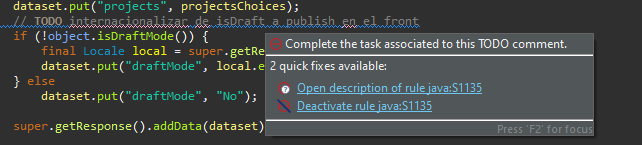 dataset.put("projects", projectsChoices);
// TODO internacionalizar de isDraft a publish en el front
if (!object.isDraftMode()) {
final Locale local = super.getRe
dataset.put("draftMode", local.e
} else
dataset.put("draftMode", "No");
super.getResponse().addData(dataset)
Complete the task associated to this TODO comment.
2 quick fixes available:
Open description of rule java:S1135
Deactivate rule java:S1135
Press 'F2' for focus